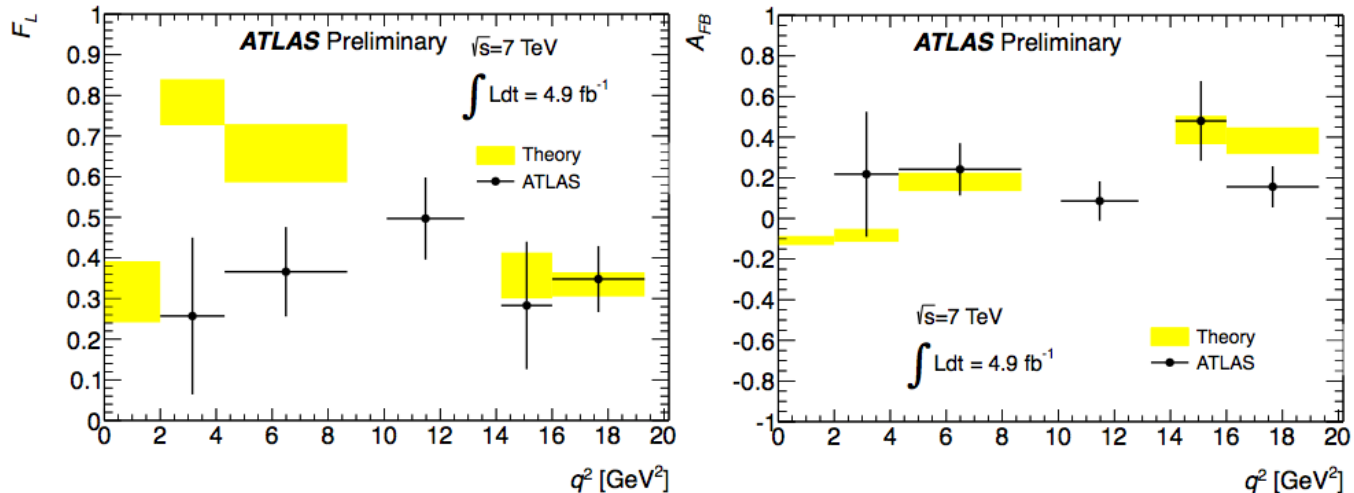 F_L
1
0.9
0.8
0.7
0.6
0.5
0.4
0.3
0.2
0.1
0
ATLAS Preliminary
√s=7 TeV
∫ Ldt = 4.9 fb⁻¹
Theory
ATLAS
0 2 4 6 8 10 12 14 16 18 20
q² [GeV²]
A_FB
1
0.8
0.6
0.4
0.2
0
-0.2
-0.4
-0.6
-0.8
-1
ATLAS Preliminary
√s=7 TeV
∫ Ldt = 4.9 fb⁻¹
Theory
ATLAS
0 2 4 6 8 10 12 14 16 18 20
q² [GeV²]